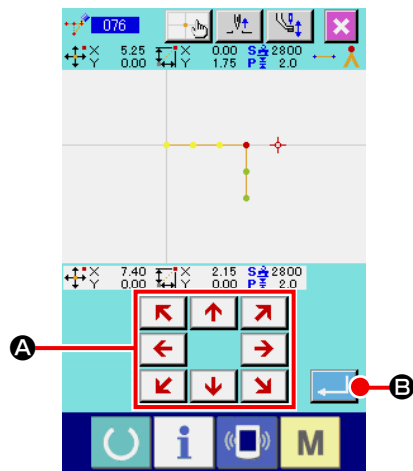 076
X 5.25 X 0.00 S 2800
Y 0.00 Y 1.75 P 2.0
X 7.40 X 2.15 S 2800
Y 0.00 Y 0.00 P 2.0
A
B
i M